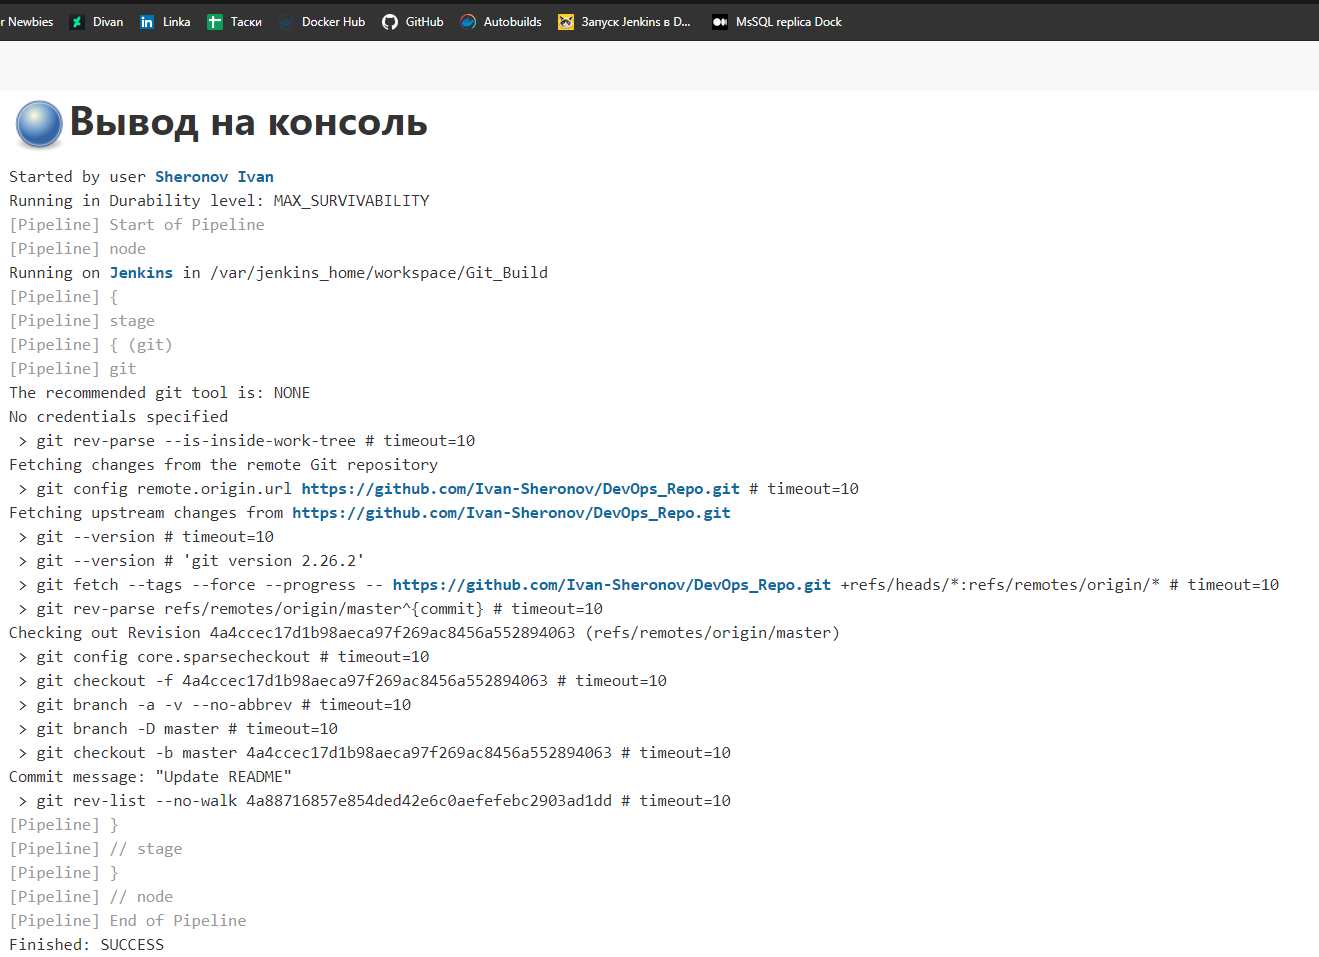 r Newbies Divan Linka Таски Docker Hub GitHub Autobuilds Запуск Jenkins в D... MsSQL replica Dock
Вывод на консоль
Started by user Sheronov Ivan
Running in Durability level: MAX_SURVIVABILITY
[Pipeline] Start of Pipeline
[Pipeline] node
Running on Jenkins in /var/jenkins_home/workspace/Git_Build
[Pipeline] {
[Pipeline] stage
[Pipeline] { (git)
[Pipeline] git
The recommended git tool is: NONE
No credentials specified
> git rev-parse --is-inside-work-tree # timeout=10
Fetching changes from the remote Git repository
> git config remote.origin.url https://github.com/Ivan-Sheronov/DevOps_Repo.git # timeout=10
Fetching upstream changes from https://github.com/Ivan-Sheronov/DevOps_Repo.git
> git --version # timeout=10
> git --version # 'git version 2.26.2'
> git fetch --tags --force --progress -- https://github.com/Ivan-Sheronov/DevOps_Repo.git +refs/heads/*:refs/remotes/origin/* # timeout=10
> git rev-parse refs/remotes/origin/master^{commit} # timeout=10
Checking out Revision 4a4ccec17d1b98aeca97f269ac8456a552894063 (refs/remotes/origin/master)
> git config core.sparsecheckout # timeout=10
> git checkout -f 4a4ccec17d1b98aeca97f269ac8456a552894063 # timeout=10
> git branch -a -v --no-abbrev # timeout=10
> git branch -D master # timeout=10
> git checkout -b master 4a4ccec17d1b98aeca97f269ac8456a552894063 # timeout=10
Commit message: "Update README"
> git rev-list --no-walk 4a88716857e854ded42e6c0aefefebc2903ad1dd # timeout=10
[Pipeline] }
[Pipeline] // stage
[Pipeline] }
[Pipeline] // node
[Pipeline] End of Pipeline
Finished: SUCCESS